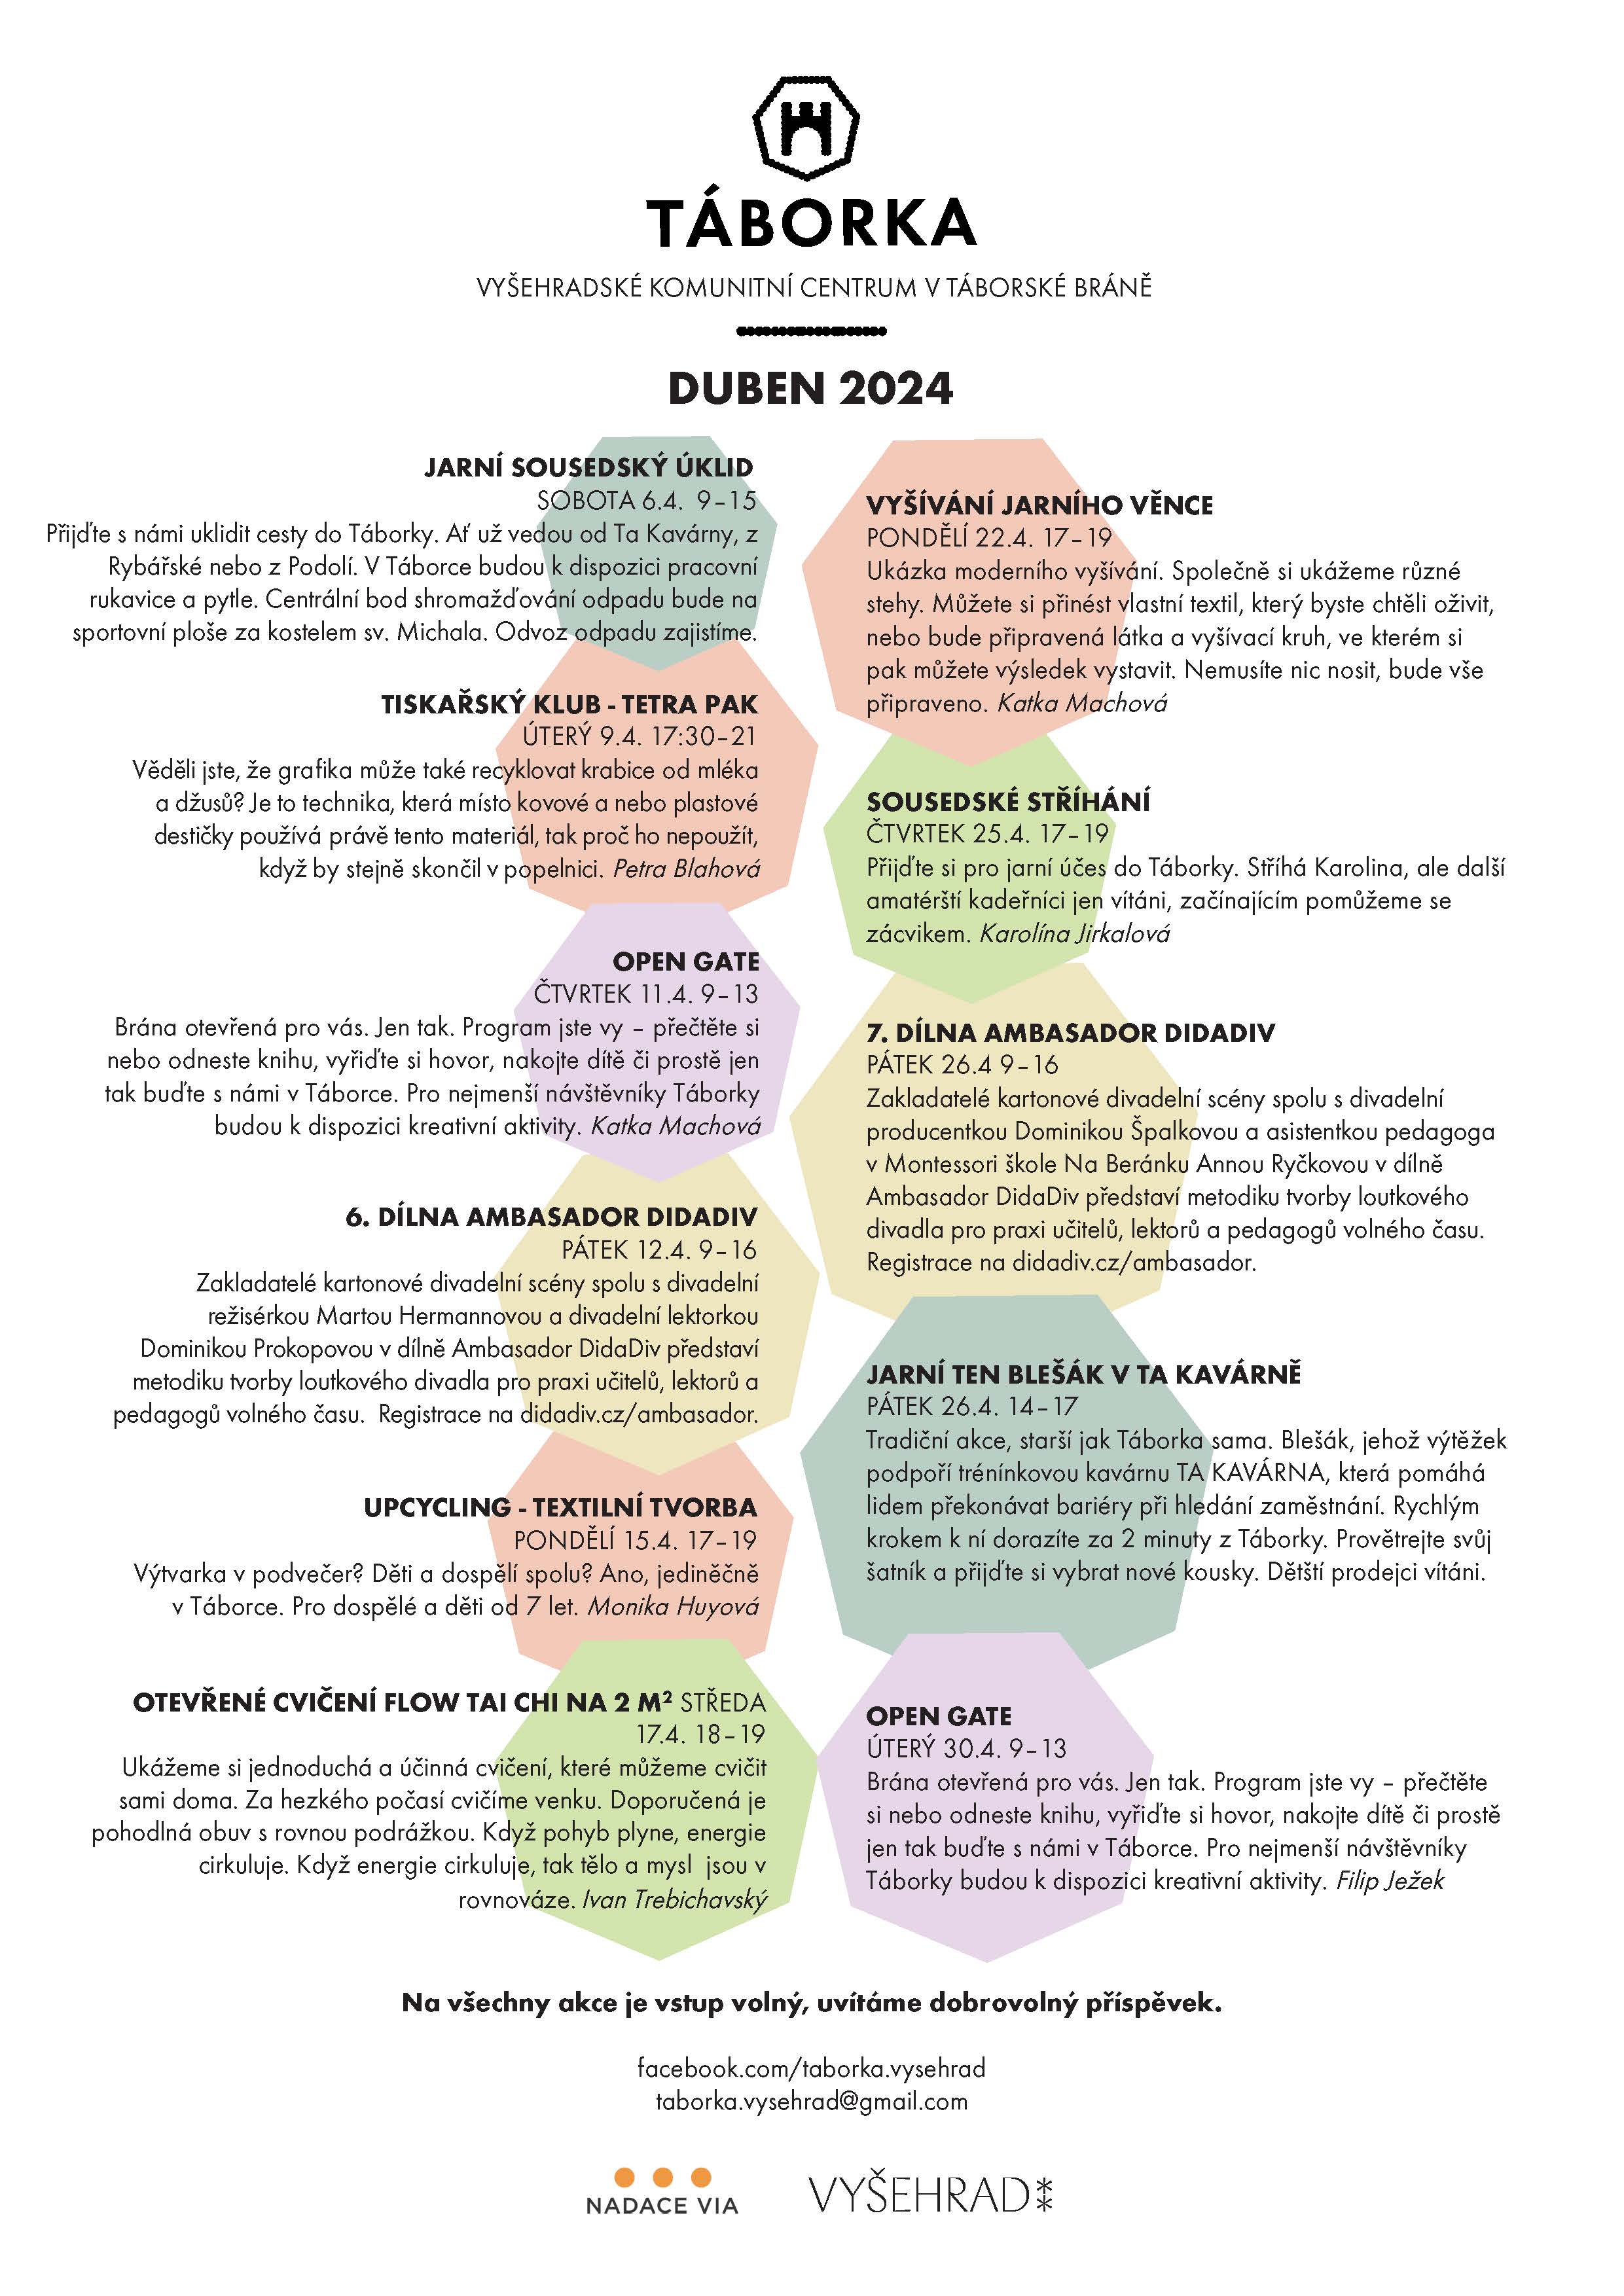 TÁBORKA
VYŠEHRADSKÉ KOMUNITNÍ CENTRUM V TÁBORSKÉ BRÁNĚ
DUBEN 2024
JARNÍ SOUSEDSKÝ ÚKLID
SOBOTA 6.4. 9–15
Přijďte s námi uklidit cesty do Táborky. Ať už vedou od Ta Kavárny, z
Rybářské nebo z Podolí. V Táborce budou k dispozici pracovní
rukavice a pytle. Centrální bod shromažďování odpadu bude na
sportovní ploše za kostelem sv. Michala. Odvoz odpadu zajistíme.
TISKAŘSKÝ KLUB - TETRA PAK
ÚTERÝ 9.4. 17:30–21
Věděli jste, že grafika může také recyklovat krabice od mléka
a džusů? Je to technika, která místo kovové a nebo plastové
destičky používá právě tento materiál, tak proč ho nepoužít,
když by stejně skončil v popelnici. Petra Blahová
OPEN GATE
ČTVRTEK 11.4. 9–13
Brána otevřená pro vás. Jen tak. Program jste vy – přečtěte si
nebo odneste knihu, vyřiďte si hovor, nakojte dítě či prostě jen
tak buďte s námi v Táborce. Pro nejmenší návštěvníky Táborky
budou k dispozici kreativní aktivity. Katka Machová
6. DÍLNA AMBASADOR DIDADIV
PÁTEK 12.4. 9–16
Zakladatelé kartonové divadelní scény spolu s divadelní
režisérkou Martou Hermannovou a divadelní lektorkou
Dominikou Prokopovou v dílně Ambasador DidaDiv představí
metodiku tvorby loutkového divadla pro praxi učitelů, lektorů a
pedagogů volného času. Registrace na didadiv.cz/ambasador.
UPCYCLING - TEXTILNÍ TVORBA
PONDĚLÍ 15.4. 17–19
Výtvarka v podvečer? Děti a dospělí spolu? Ano, jediněčně
v Táborce. Pro dospělé a děti od 7 let. Monika Huyová
OTEVŘENÉ CVIČENÍ FLOW TAI CHI NA 2 M² STŘEDA
17.4. 18–19
Ukážeme si jednoduchá a účinná cvičení, které můžeme cvičit
sami doma. Za hezkého počasí cvičíme venku. Doporučená je
pohodlná obuv s rovnou podrážkou. Když pohyb plyne, energie
cirkuluje. Když energie cirkuluje, tak tělo a mysl jsou v
rovnováze. Ivan Trebichavský
VYŠÍVÁNÍ JARNÍHO VĚNCE
PONDĚLÍ 22.4. 17–19
Ukázka moderního vyšívání. Společně si ukážeme různé
stehy. Můžete si přinést vlastní textil, který byste chtěli oživit,
nebo bude připravená látka a vyšívací kruh, ve kterém si
pak můžete výsledek vystavit. Nemusíte nic nosit, bude vše
připraveno. Katka Machová
SOUSEDSKÉ STŘÍHÁNÍ
ČTVRTEK 25.4. 17–19
Přijďte si pro jarní účes do Táborky. Stříhá Karolina, ale další
amatérští kadeřníci jen vítáni, začínajícím pomůžeme se
zácvikem. Karolína Jirkalová
7. DÍLNA AMBASADOR DIDADIV
PÁTEK 26.4 9–16
Zakladatelé kartonové divadelní scény spolu s divadelní
producentkou Dominikou Špalkovou a asistentkou pedagoga
v Montessori škole Na Beránku Annou Ryčkovou v dílně
Ambasador DidaDiv představí metodiku tvorby loutkového
divadla pro praxi učitelů, lektorů a pedagogů volného času.
Registrace na didadiv.cz/ambasador.
JARNÍ TEN BLEŠÁK V TA KAVÁRNĚ
PÁTEK 26.4. 14–17
Tradiční akce, starší jak Táborka sama. Blešák, jehož výtěžek
podpoří tréninkovou kavárnu TA KAVÁRNA, která pomáhá
lidem překonávat bariéry při hledání zaměstnání. Rychlým
krokem k ní dorazíte za 2 minuty z Táborky. Provětrejte svůj
šatník a přijďte si vybrat nové kousky. Dětští prodejci vítáni.
OPEN GATE
ÚTERÝ 30.4. 9–13
Brána otevřená pro vás. Jen tak. Program jste vy – přečtěte
si nebo odneste knihu, vyřiďte si hovor, nakojte dítě či prostě
jen tak buďte s námi v Táborce. Pro nejmenší návštěvníky
Táborky budou k dispozici kreativní aktivity. Filip Ježek
Na všechny akce je vstup volný, uvítáme dobrovolný příspěvek.
facebook.com/taborka.vysehrad
taborka.vysehrad@gmail.com
NADACE VIA
VYŠEHRAD